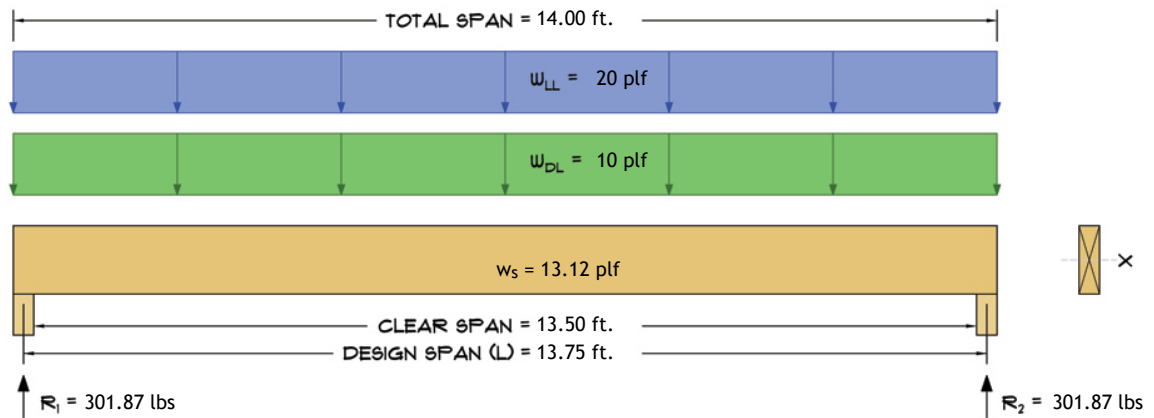 TOTAL SPAN = 14.00 ft.
wLL = 20 plf
wDL = 10 plf
ws = 13.12 plf
X
CLEAR SPAN = 13.50 ft.
DESIGN SPAN (L) = 13.75 ft.
R1 = 301.87 lbs
R2 = 301.87 lbs